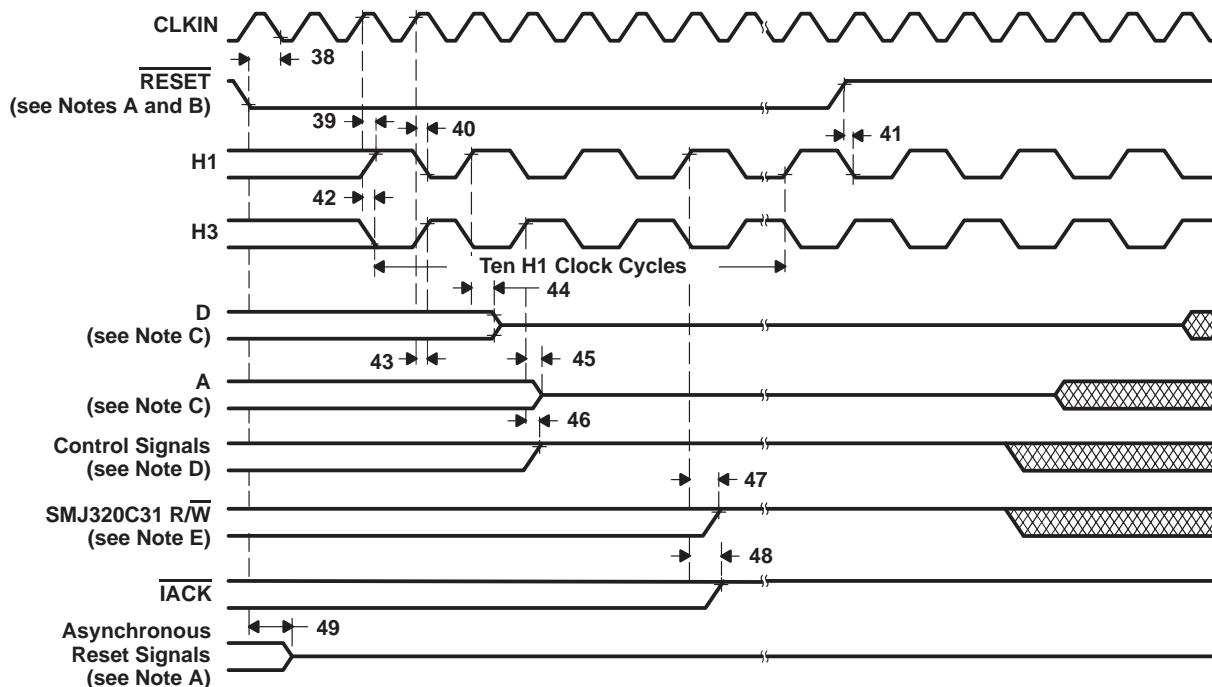 CLKIN
38
RESET
(see Notes A and B)
39
40
41
H1
42
H3
Ten H1 Clock Cycles
44
D
(see Note C)
43
45
A
(see Note C)
46
Control Signals
(see Note D)
47
SMJ320C31 R/W
(see Note E)
48
IACK
49
Asynchronous
Reset Signals
(see Note A)